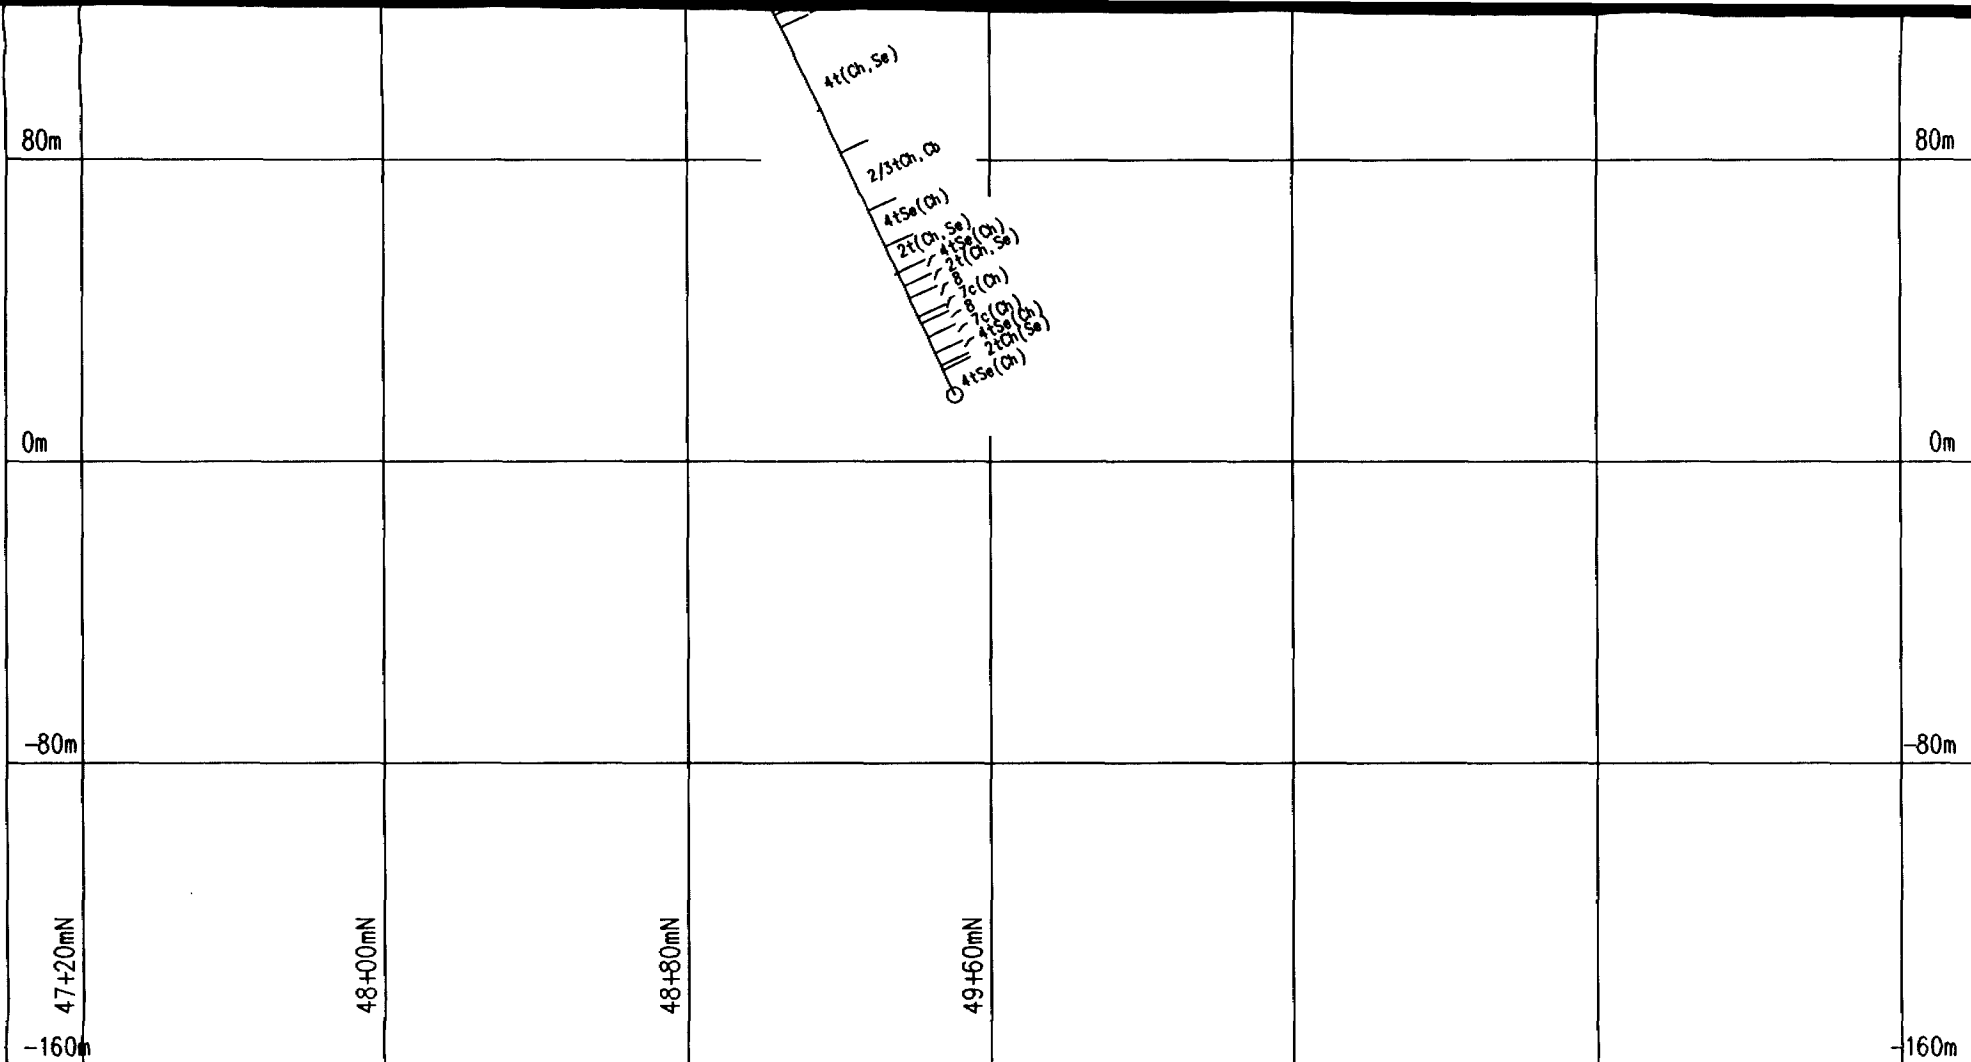 4t(Ch,Se)
80m
80m
2/3tCh,Cb
4tSe(Ch)
2t(Ch,Se)
4tSe(Ch)
2t(Ch,Se)
8
7c(Ch)
8
7c(Ch)
4tSe(Ch)
2tCh(Se)
4tSe(Ch)
0m
0m
-80m
-80m
47+20mN
48+00mN
48+80mN
49+60mN
-160m
-160m